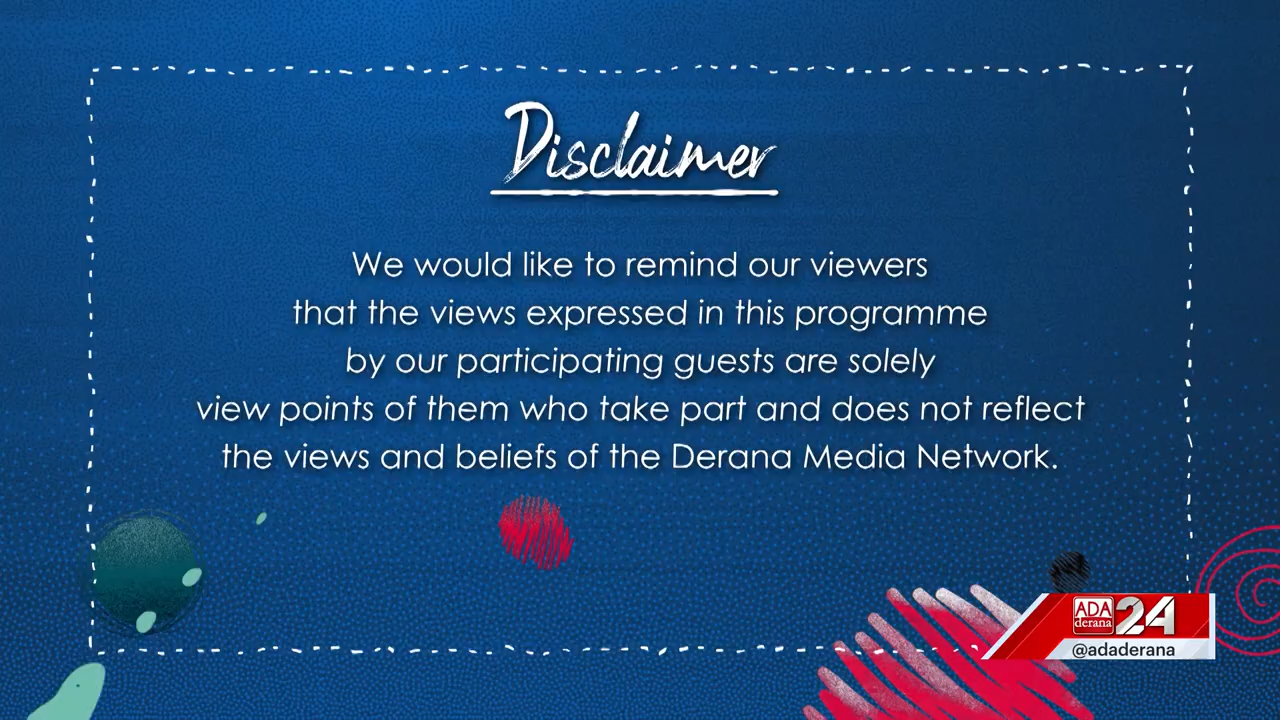 Disclaimer
We would like to remind our viewers
that the views expressed in this programme
by our participating guests are solely
view points of them who take part and does not reflect
the views and beliefs of the Derana Media Network.
ADA
derana
24
@adaderana